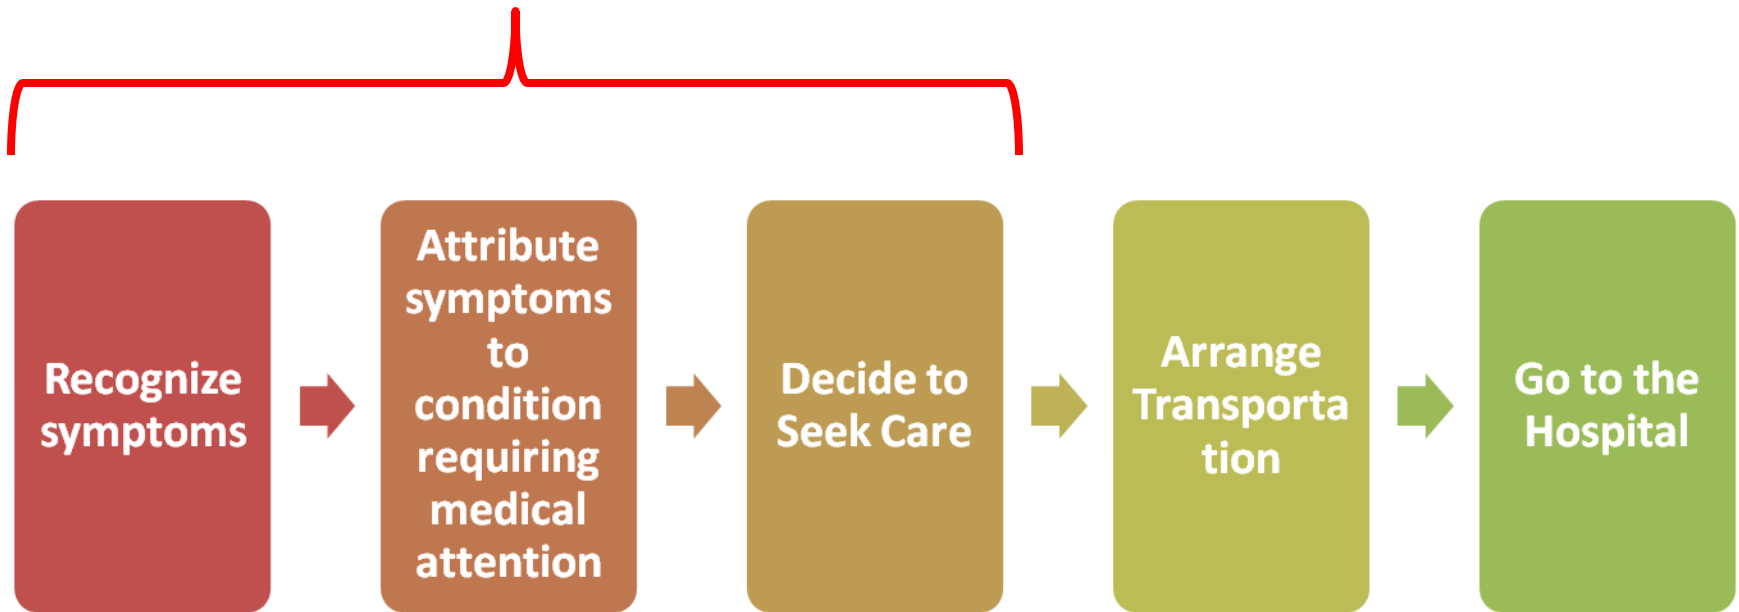 Recognize
symptoms
Attribute
symptoms
to
condition
requiring
medical
attention
Decide to
Seek Care
Arrange
Transporta
tion
Go to the
Hospital